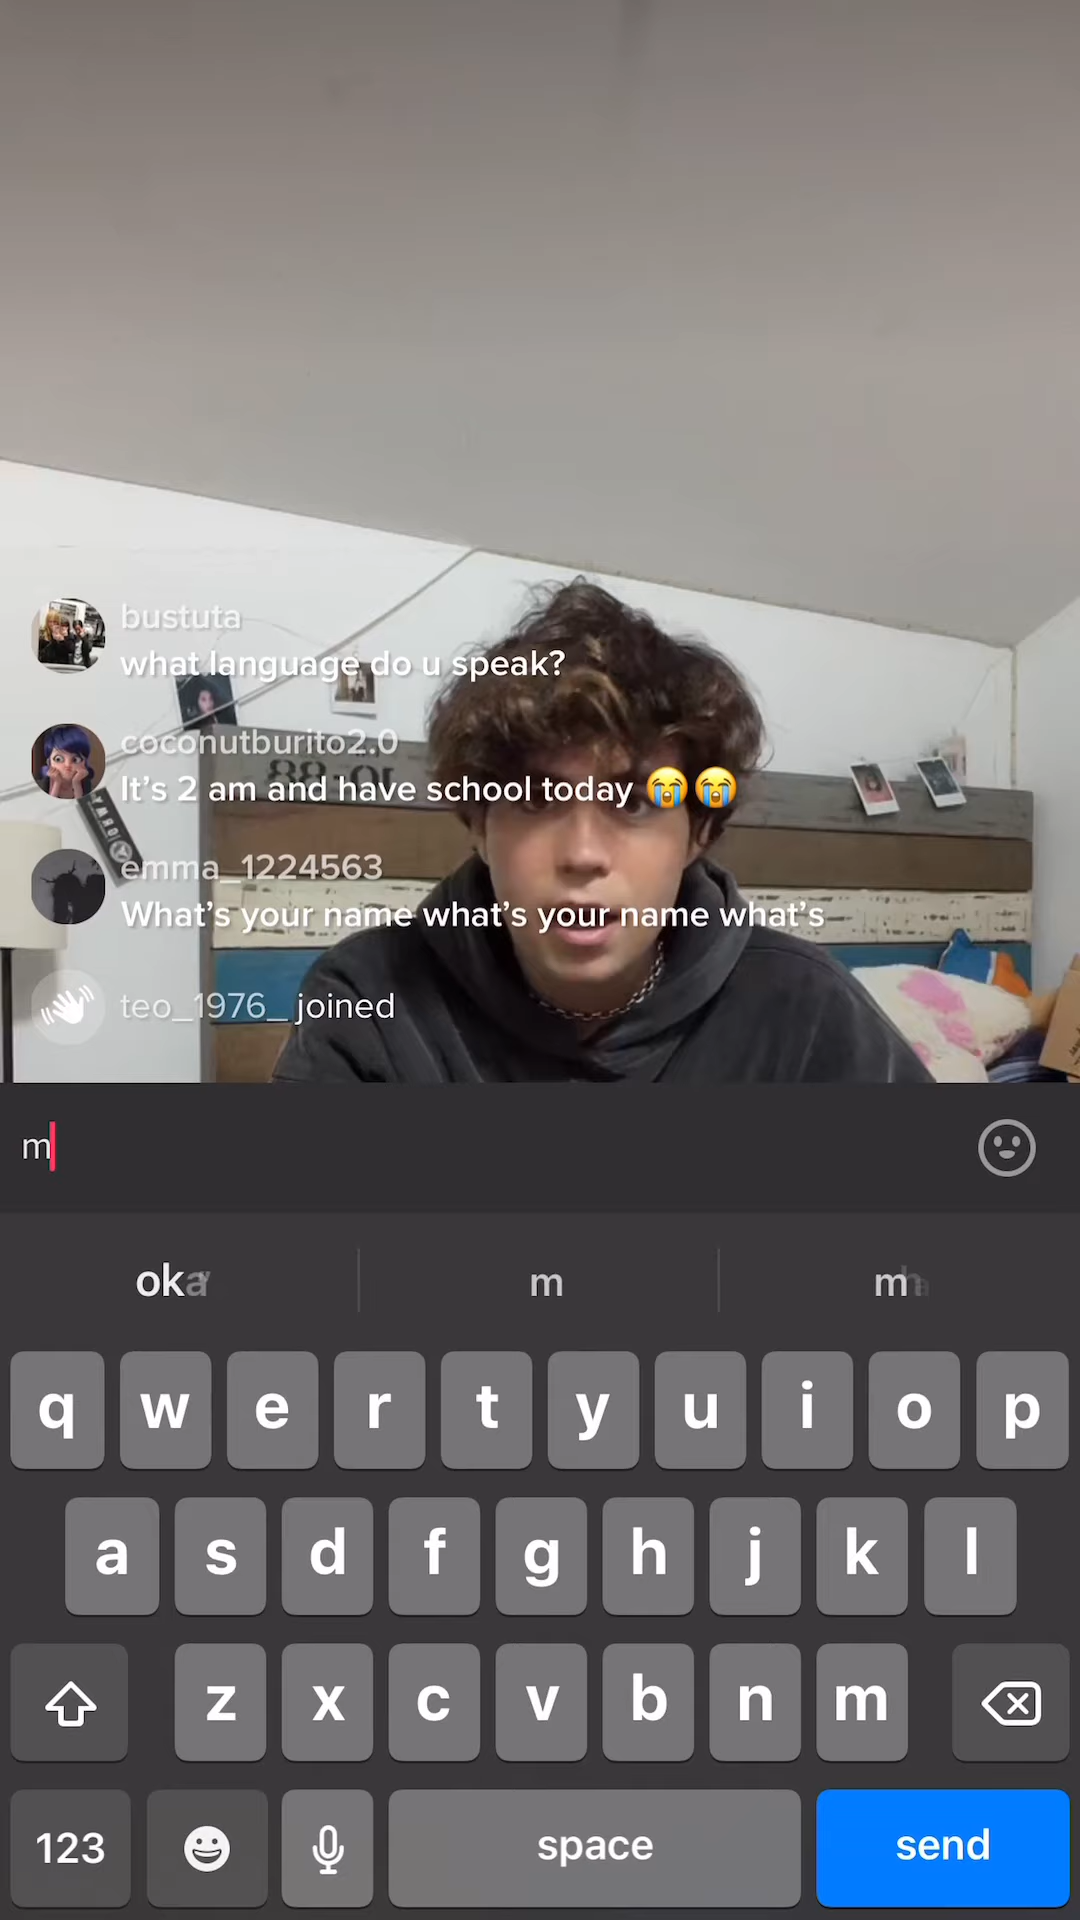 bustuta
what language do u speak?
coconutburito2.0
It's 2 am and have school today 😭😭
emma_1224563
What's your name what's your name what's
teo_1976_ joined
m
okay m
q w e r t y u i o p
a s d f g h j k l
z x c v b n m
123 space send